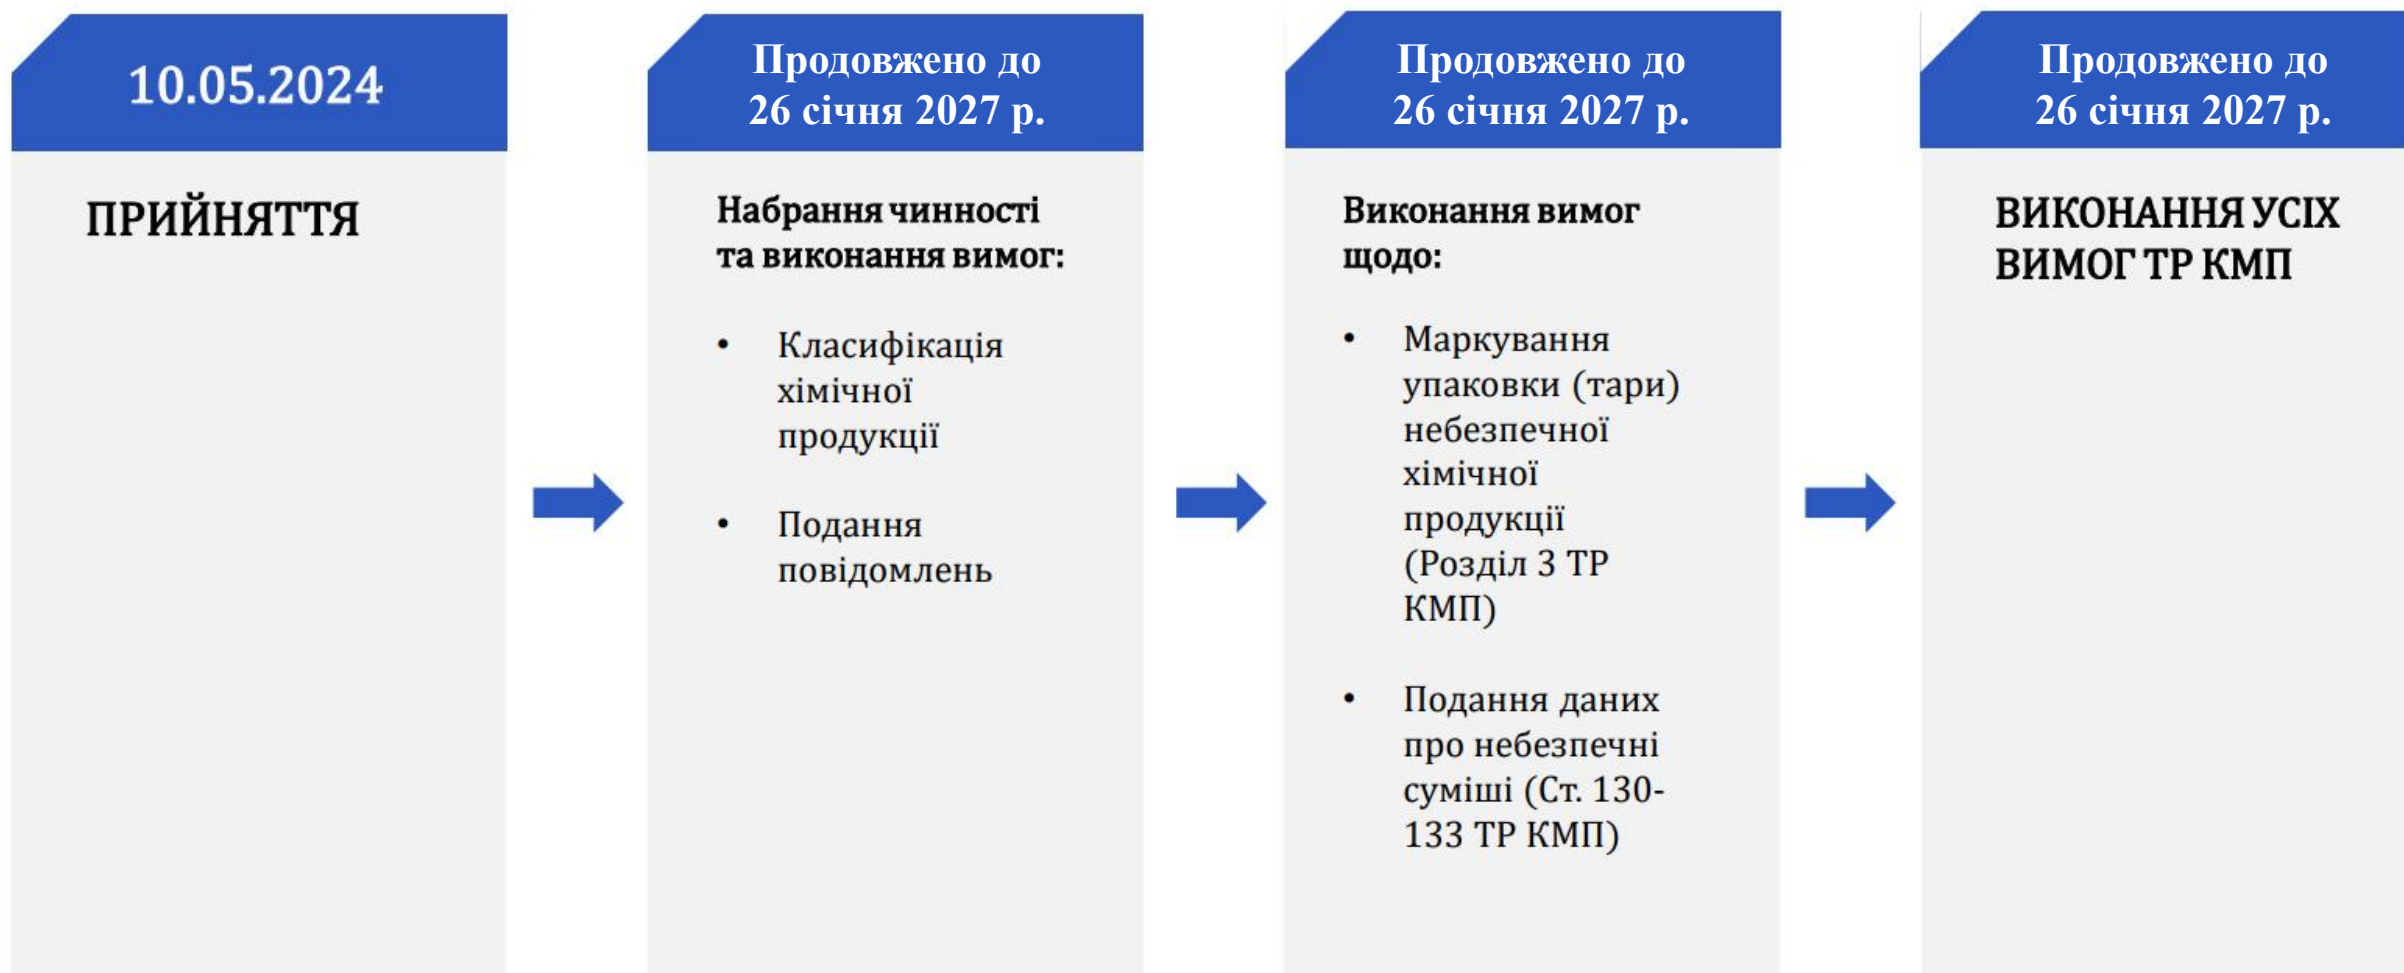 10.05.2024
ПРИЙНЯТТЯ
Продовжено до
26 січня 2027 р.
Набрання чинності
та виконання вимог:
• Класифікація
хімічної
продукції
• Подання
повідомлень
Продовжено до
26 січня 2027 р.
Виконання вимог
щодо:
• Маркування
упаковки (тари)
небезпечної
хімічної
продукції
(Розділ 3 ТР
КМП)
• Подання даних
про небезпечні
суміші (Ст. 130-
133 ТР КМП)
Продовжено до
26 січня 2027 р.
ВИКОНАННЯ УСІХ
ВИМОГ ТР КМП